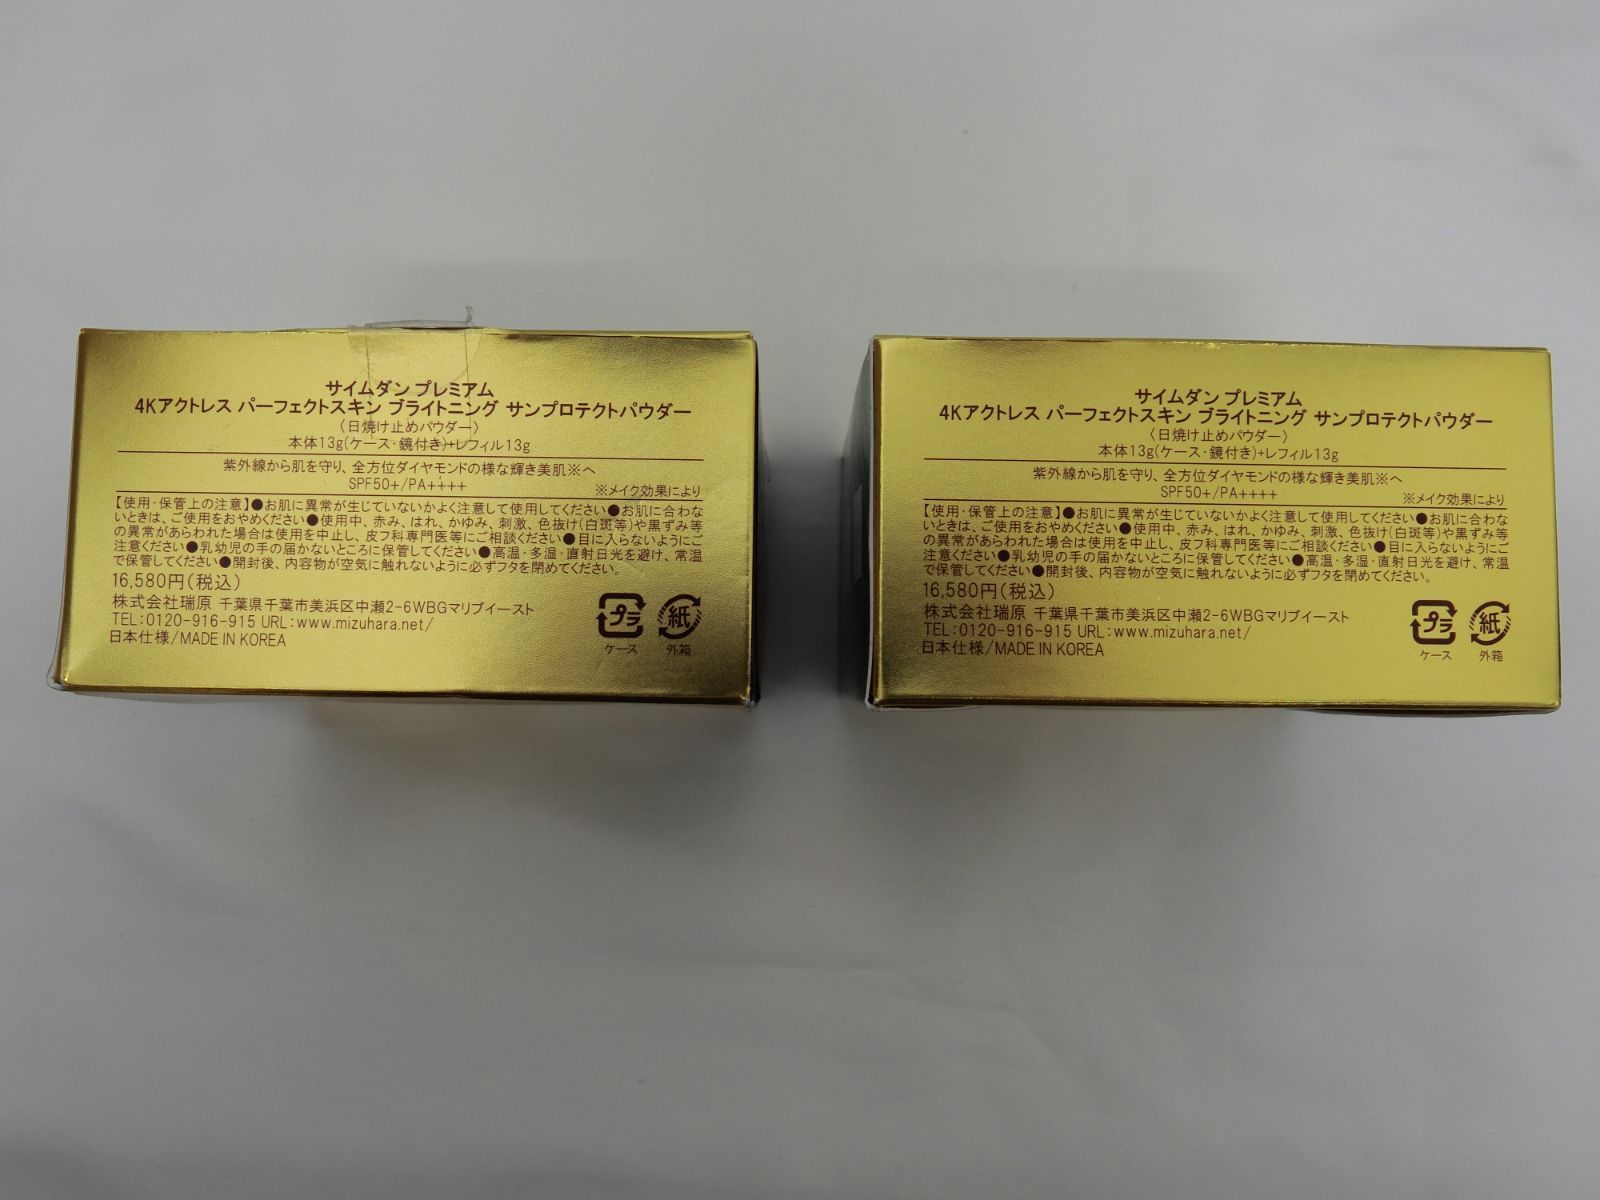 サイムダン プレミアム
4Kアクトレス パーフェクトスキン ブライトニング サンプロテクトパウダー
〈日焼け止めパウダー〉
本体13g(ケース・鏡付き)+レフィル13g
紫外線から肌を守り、全方位ダイヤモンドの様な輝き美肌※へ
SPF50+/PA++++
※メイク効果により
【使用・保管上の注意】●お肌に異常が生じていないかよく注意して使用してください●お肌に合わな
いときは、ご使用をおやめください●使用中、赤み、はれ、かゆみ、刺激、色抜け(白斑等)や黒ずみ等
の異常があらわれた場合は使用を中止し、皮フ科専門医等にご相談ください●目に入らないようにご
注意ください●乳幼児の手の届かないところに保管してください●高温・多湿・直射日光を避け、常温
で保管してください●開封後、内容物が空気に触れないように必ずフタを閉めてください。
16,580円(税込)
株式会社瑞原 千葉県千葉市美浜区中瀬2-6WBGマリブイースト
TEL:0120-916-915 URL:www.mizuhara.net/
日本仕様/MADE IN KOREA
プラ
ケース
紙
外箱
サイムダン プレミアム
4Kアクトレス パーフェクトスキン ブライトニング サンプロテクトパウダー
〈日焼け止めパウダー〉
本体13g(ケース・鏡付き)+レフィル13g
紫外線から肌を守り、全方位ダイヤモンドの様な輝き美肌※へ
SPF50+/PA++++
※メイク効果により
【使用・保管上の注意】●お肌に異常が生じていないかよく注意して使用してください●お肌に合わな
いときは、ご使用をおやめください●使用中、赤み、はれ、かゆみ、刺激、色抜け(白斑等)や黒ずみ等
の異常があらわれた場合は使用を中止し、皮フ科専門医等にご相談ください●目に入らないようにご
注意ください●乳幼児の手の届かないところに保管してください●高温・多湿・直射日光を避け、常温
で保管してください●開封後、内容物が空気に触れないように必ずフタを閉めてください。
16,580円(税込)
株式会社瑞原 千葉県千葉市美浜区中瀬2-6WBGマリブイースト
TEL:0120-916-915 URL:www.mizuhara.net/
日本仕様/MADE IN KOREA
プラ
ケース
紙
外箱